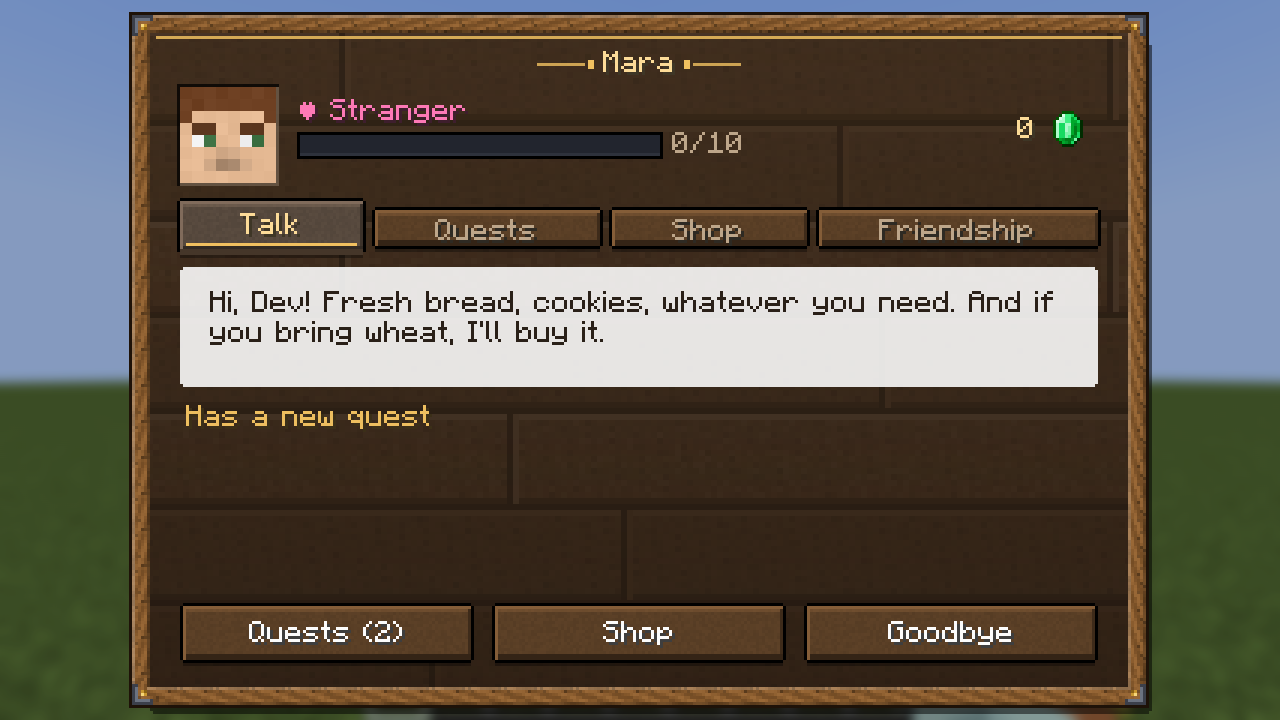 Mara
Stranger
0/10
0
Talk
Quests
Shop
Friendship
Hi, Dev! Fresh bread, cookies, whatever you need. And if
you bring wheat, I'll buy it.
Has a new quest
Quests (2)
Shop
Goodbye